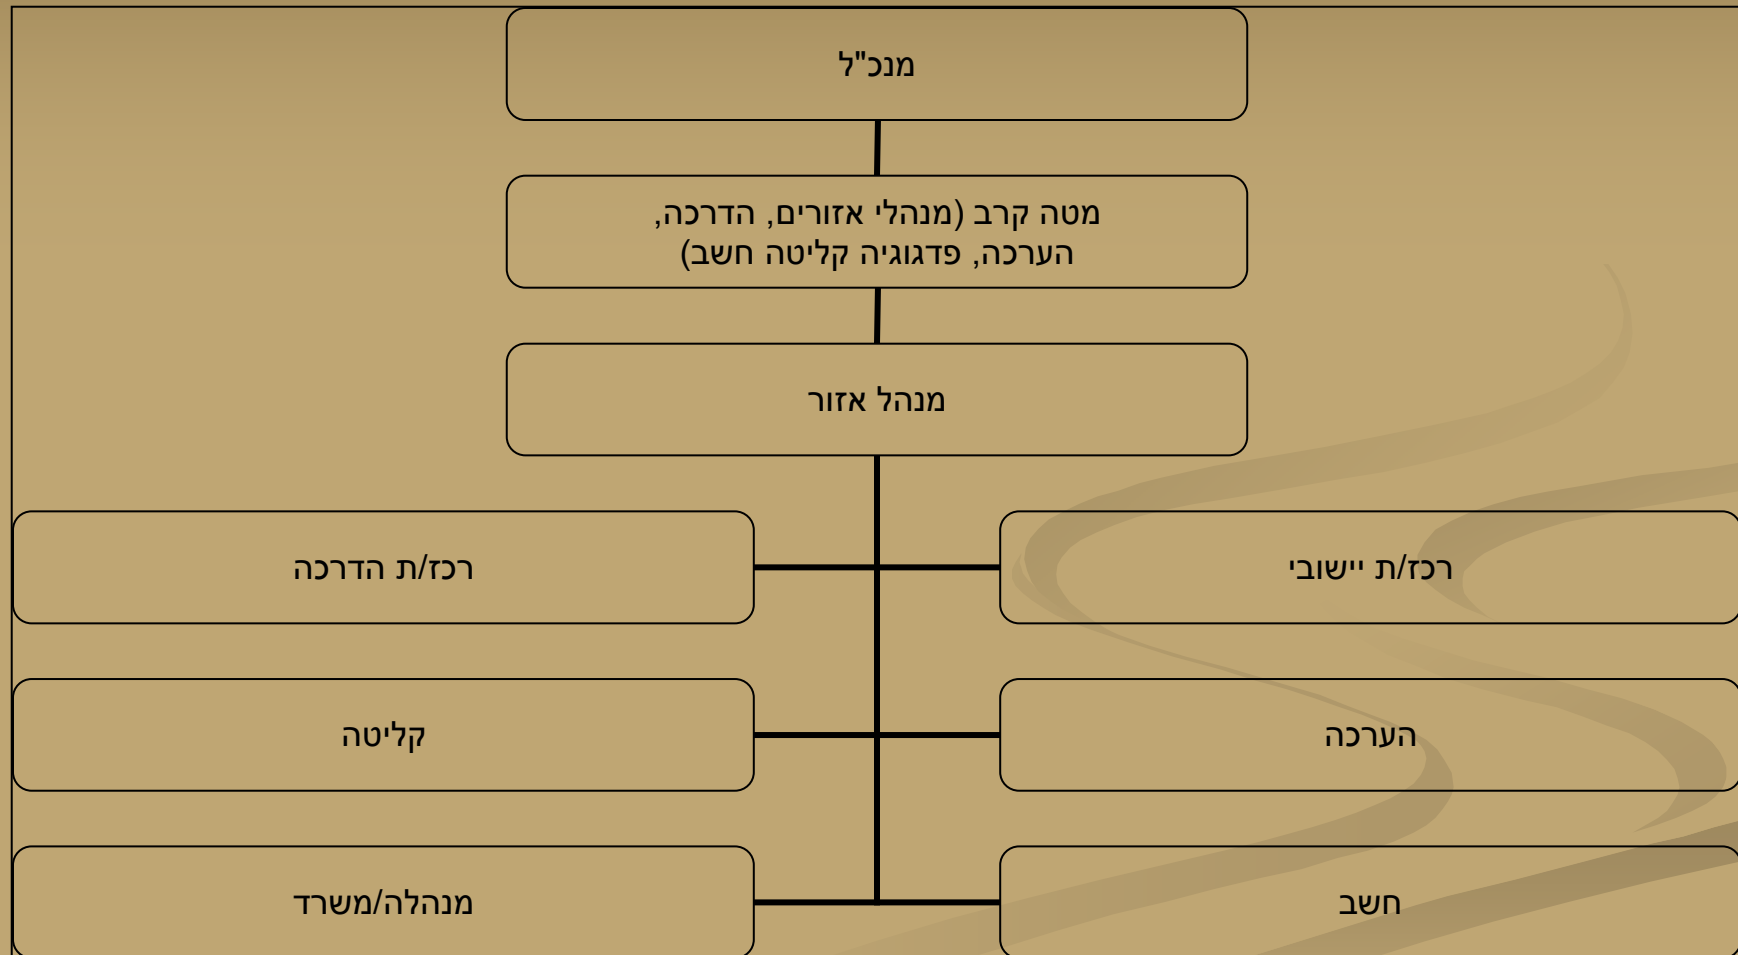 מנכ"ל
מטה קרב (מנהלי אזורים, הדרכה,
הערכה, פדגוגיה קליטה חשב)
מנהל אזור
רכז/ת יישובי
רכז/ת הדרכה
הערכה
קליטה
חשב
מנהלה/משרד